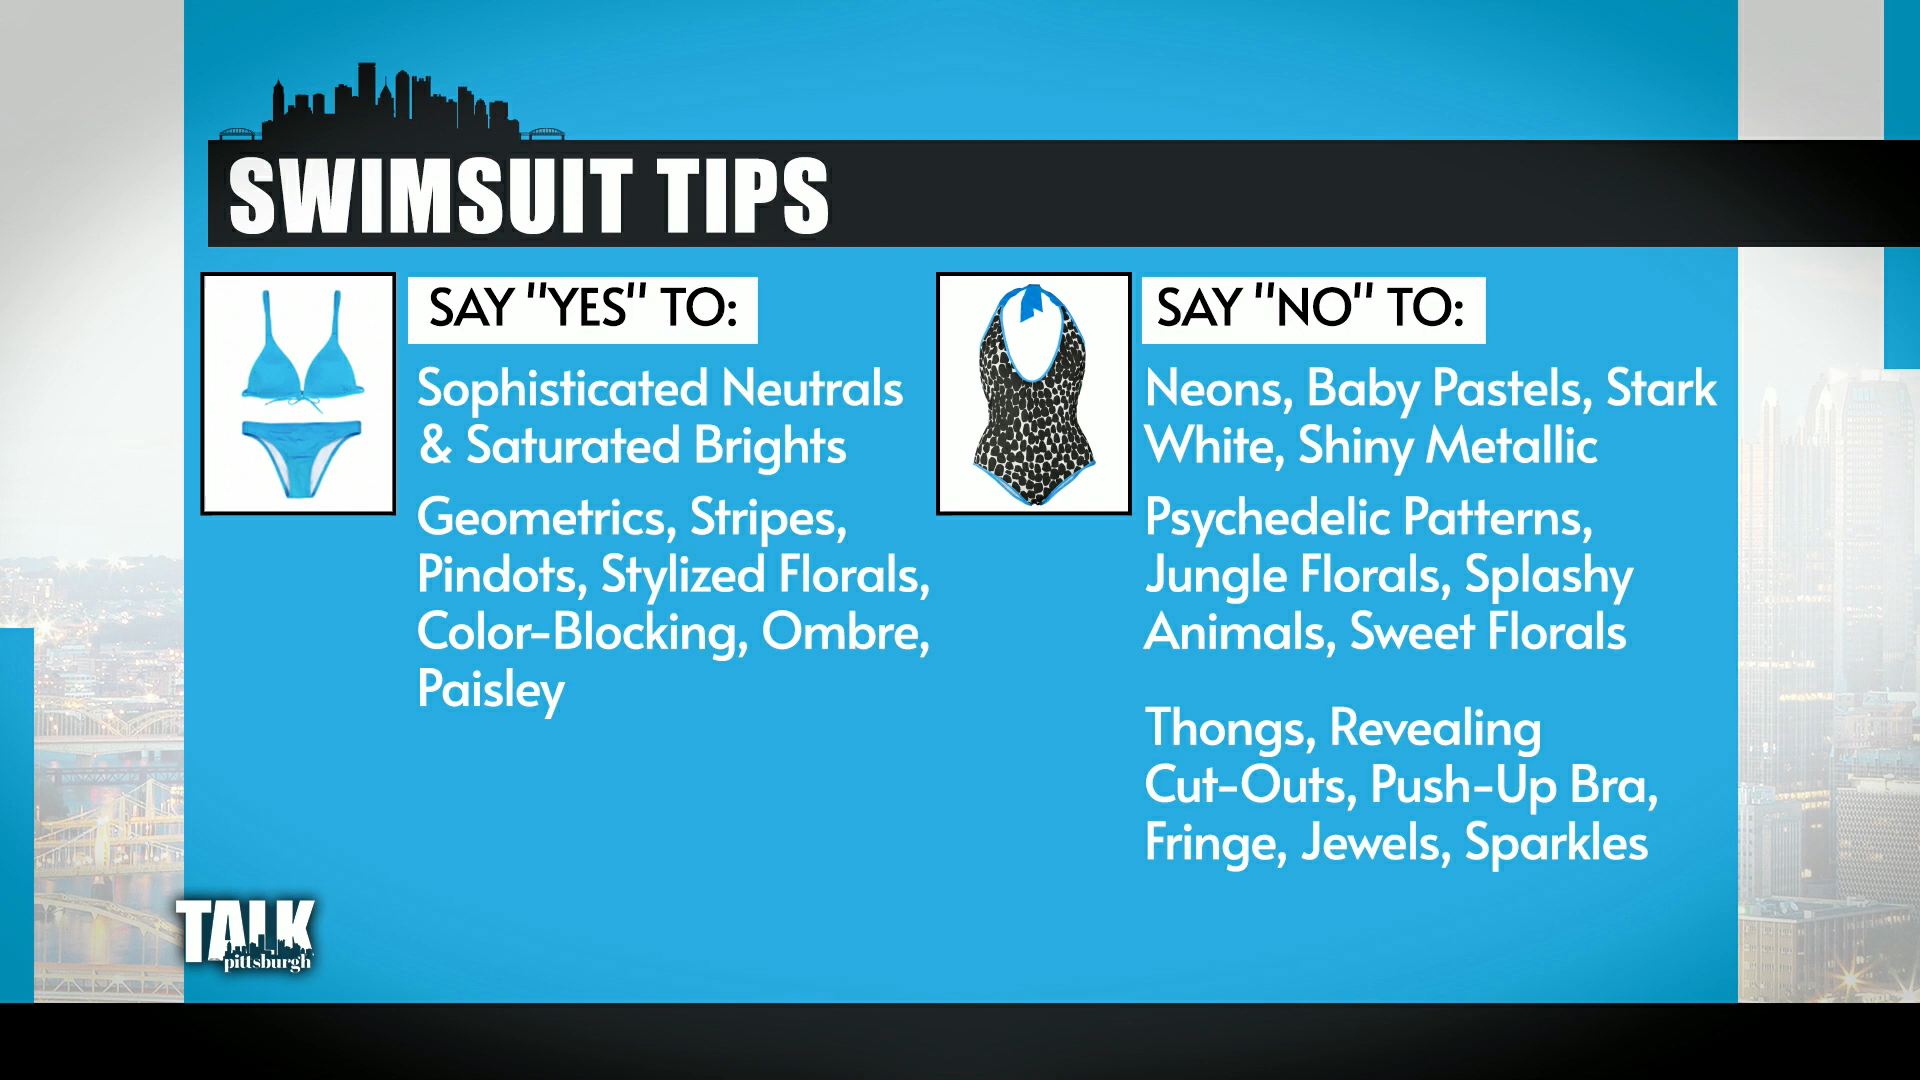 SWIMSUIT TIPS
SAY "YES" TO:
Sophisticated Neutrals
& Saturated Brights
Geometrics, Stripes,
Pindots, Stylized Florals,
Color-Blocking, Ombre,
Paisley
SAY "NO" TO:
Neons, Baby Pastels, Stark
White, Shiny Metallic
Psychedelic Patterns,
Jungle Florals, Splashy
Animals, Sweet Florals
Thongs, Revealing
Cut-Outs, Push-Up Bra,
Fringe, Jewels, Sparkles
TALK
pittsburgh